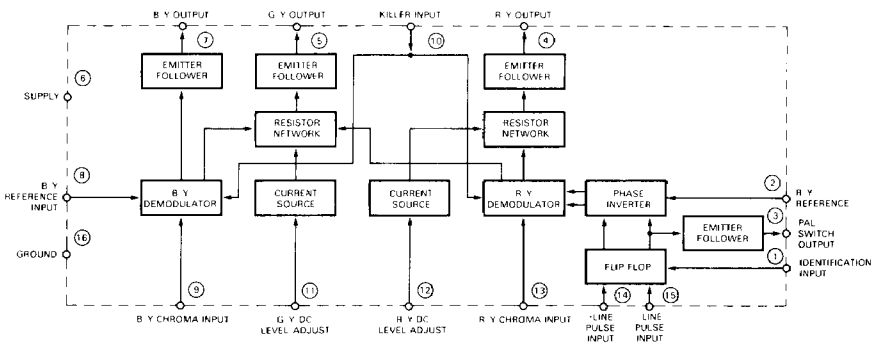 B Y OUTPUT
G Y OUTPUT
KILLER INPUT
R Y OUTPUT
7
5
10
4
EMITTER
FOLLOWER
EMITTER
FOLLOWER
EMITTER
FOLLOWER
6
SUPPLY
RESISTOR
NETWORK
RESISTOR
NETWORK
8
B Y
REFERENCE
INPUT
B Y
DEMODULATOR
CURRENT
SOURCE
CURRENT
SOURCE
R Y
DEMODULATOR
PHASE
INVERTER
2
R Y
REFERENCE
3
PAL
SWITCH
OUTPUT
EMITTER
FOLLOWER
16
GROUND
FLIP FLOP
1
IDENTIFICATION
INPUT
9
11
12
13
14
15
B Y CHROMA INPUT
G Y DC
LEVEL ADJUST
R Y DC
LEVEL ADJUST
R Y CHROMA INPUT
LINE
PULSE
INPUT
LINE
PULSE
INPUT